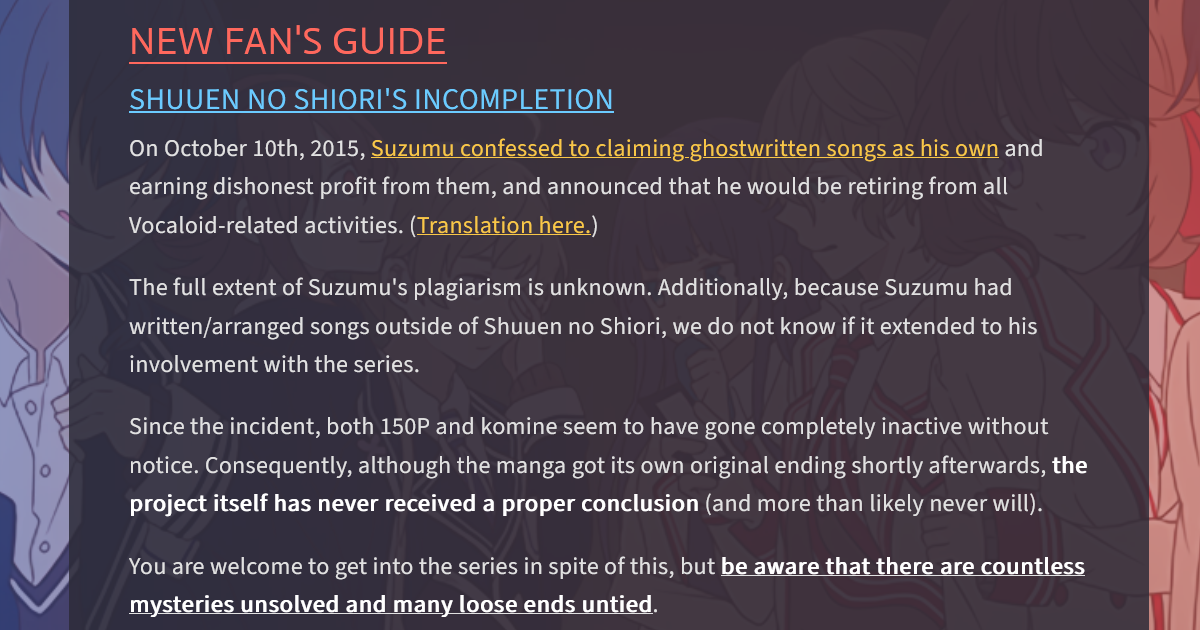 NEW FAN'S GUIDE
SHUUEN NO SHIORI'S INCOMPLETION
On October 10th, 2015, Suzumu confessed to claiming ghostwritten songs as his own and
earning dishonest profit from them, and announced that he would be retiring from all
Vocaloid-related activities. (Translation here.)
The full extent of Suzumu's plagiarism is unknown. Additionally, because Suzumu had
written/arranged songs outside of Shuuen no Shiori, we do not know if it extended to his
involvement with the series.
Since the incident, both 150P and komine seem to have gone completely inactive without
notice. Consequently, although the manga got its own original ending shortly afterwards, the
project itself has never received a proper conclusion (and more than likely never will).
You are welcome to get into the series in spite of this, but be aware that there are countless
mysteries unsolved and many loose ends untied.